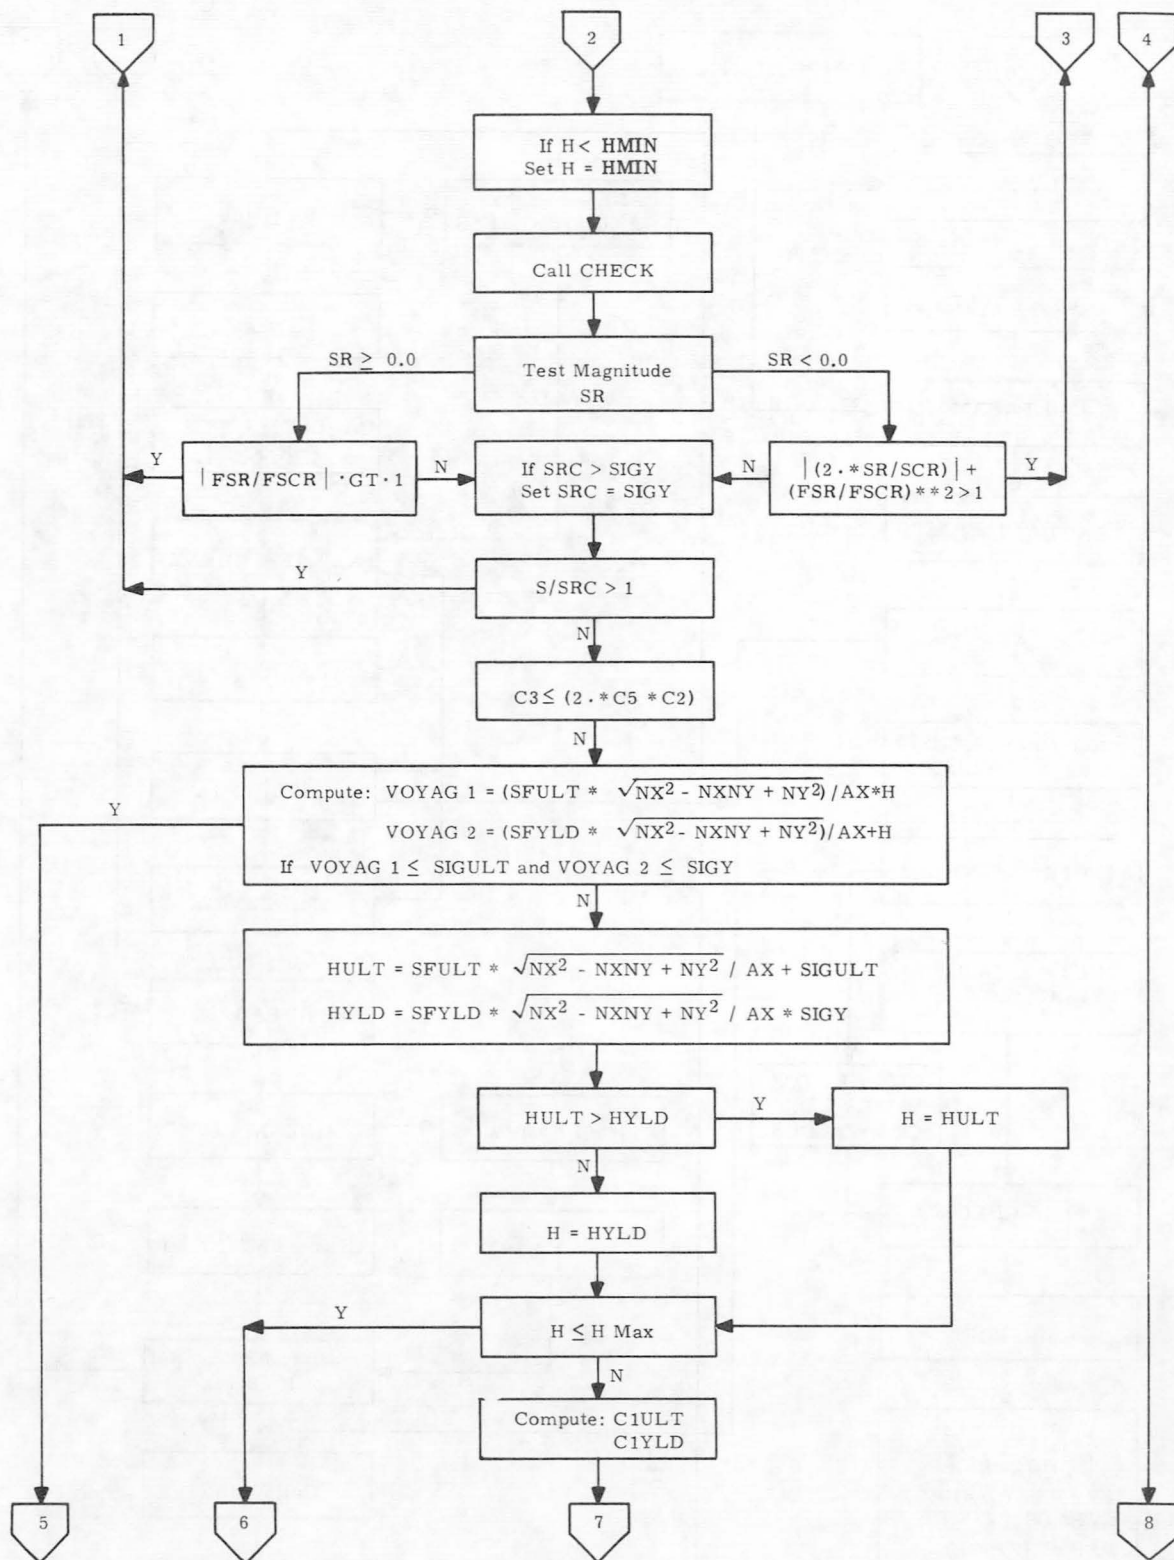 1
2
3
4
If H < HMIN
Set H = HMIN
Call CHECK
SR ≥ 0.0
Test Magnitude
SR
SR < 0.0
Y
|FSR/FSCR| ·GT·1
N
If SRC > SIGY
Set SRC = SIGY
N
|(2.*SR/SCR)| +
(FSR/FSCR)**2>1
Y
Y
S/SRC > 1
N
C3 ≤ (2.*C5 *C2)
N
Y
Compute: VOYAG 1 = (SFULT * √NX² - NXNY + NY²)/AX*H
VOYAG 2 = (SFYLD * √NX² - NXNY + NY²)/AX+H
If VOYAG 1 ≤ SIGULT and VOYAG 2 ≤ SIGY
N
HULT = SFULT * √NX² - NXNY + NY² / AX + SIGULT
HYLD = SFYLD * √NX² - NXNY + NY² / AX * SIGY
HULT > HYLD
Y
H = HULT
N
H = HYLD
Y
H ≤ H Max
N
Compute: C1ULT
C1YLD
5
6
7
8